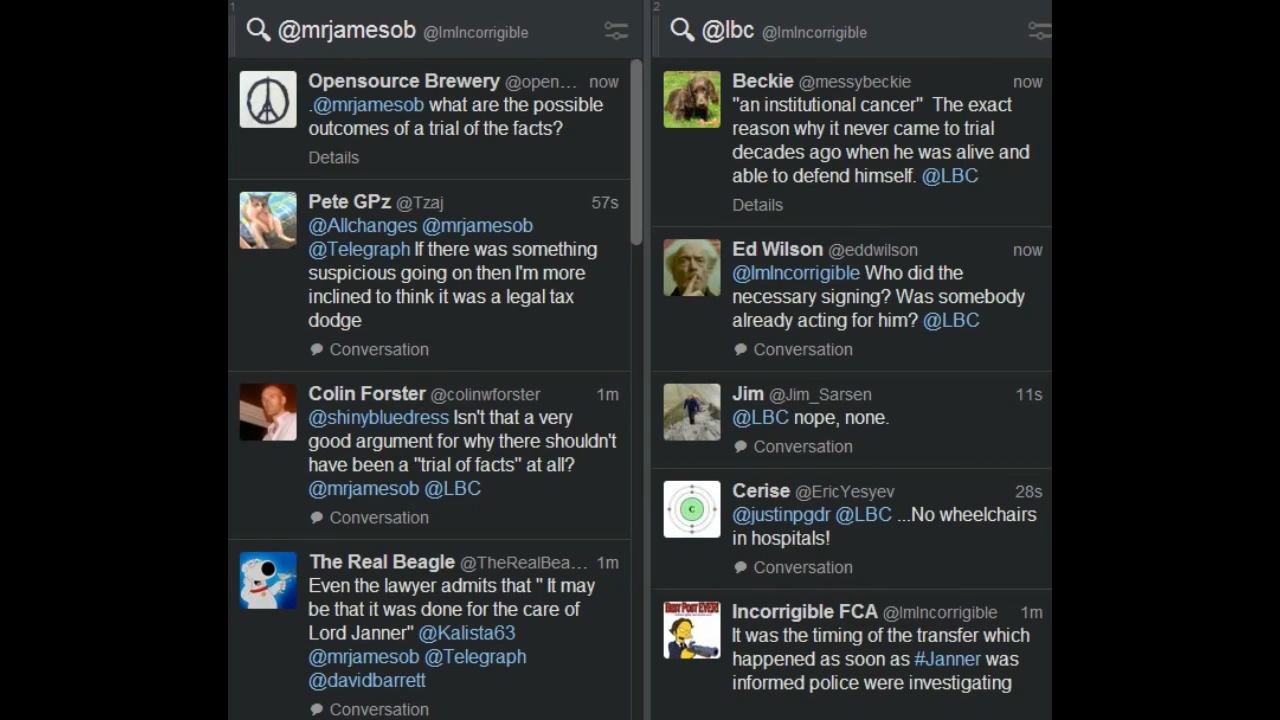 1
@mrjamesob @ImIncorrigible
Opensource Brewery @open… now
.@mrjamesob what are the possible
outcomes of a trial of the facts?
Details
Pete GPz @Tzaj 57s
@Allchanges @mrjamesob
@Telegraph If there was something
suspicious going on then I'm more
inclined to think it was a legal tax
dodge
Conversation
Colin Forster @colinwforster 1m
@shinybluedress Isn't that a very
good argument for why there shouldn't
have been a "trial of facts" at all?
@mrjamesob @LBC
Conversation
The Real Beagle @TheRealBea… 1m
Even the lawyer admits that " It may
be that it was done for the care of
Lord Janner" @Kalista63
@mrjamesob @Telegraph
@davidbarrett
Conversation
2
@lbc @ImIncorrigible
Beckie @messybeckie now
"an institutional cancer"  The exact
reason why it never came to trial
decades ago when he was alive and
able to defend himself. @LBC
Details
Ed Wilson @eddwilson now
@ImIncorrigible Who did the
necessary signing? Was somebody
already acting for him? @LBC
Conversation
Jim @Jim_Sarsen 11s
@LBC nope, none.
Conversation
C
Cerise @EricYesyev 28s
@justinpgdr @LBC ...No wheelchairs
in hospitals!
Conversation
BEST POST EVER!
Incorrigible FCA @ImIncorrigible 1m
It was the timing of the transfer which
happened as soon as #Janner was
informed police were investigating